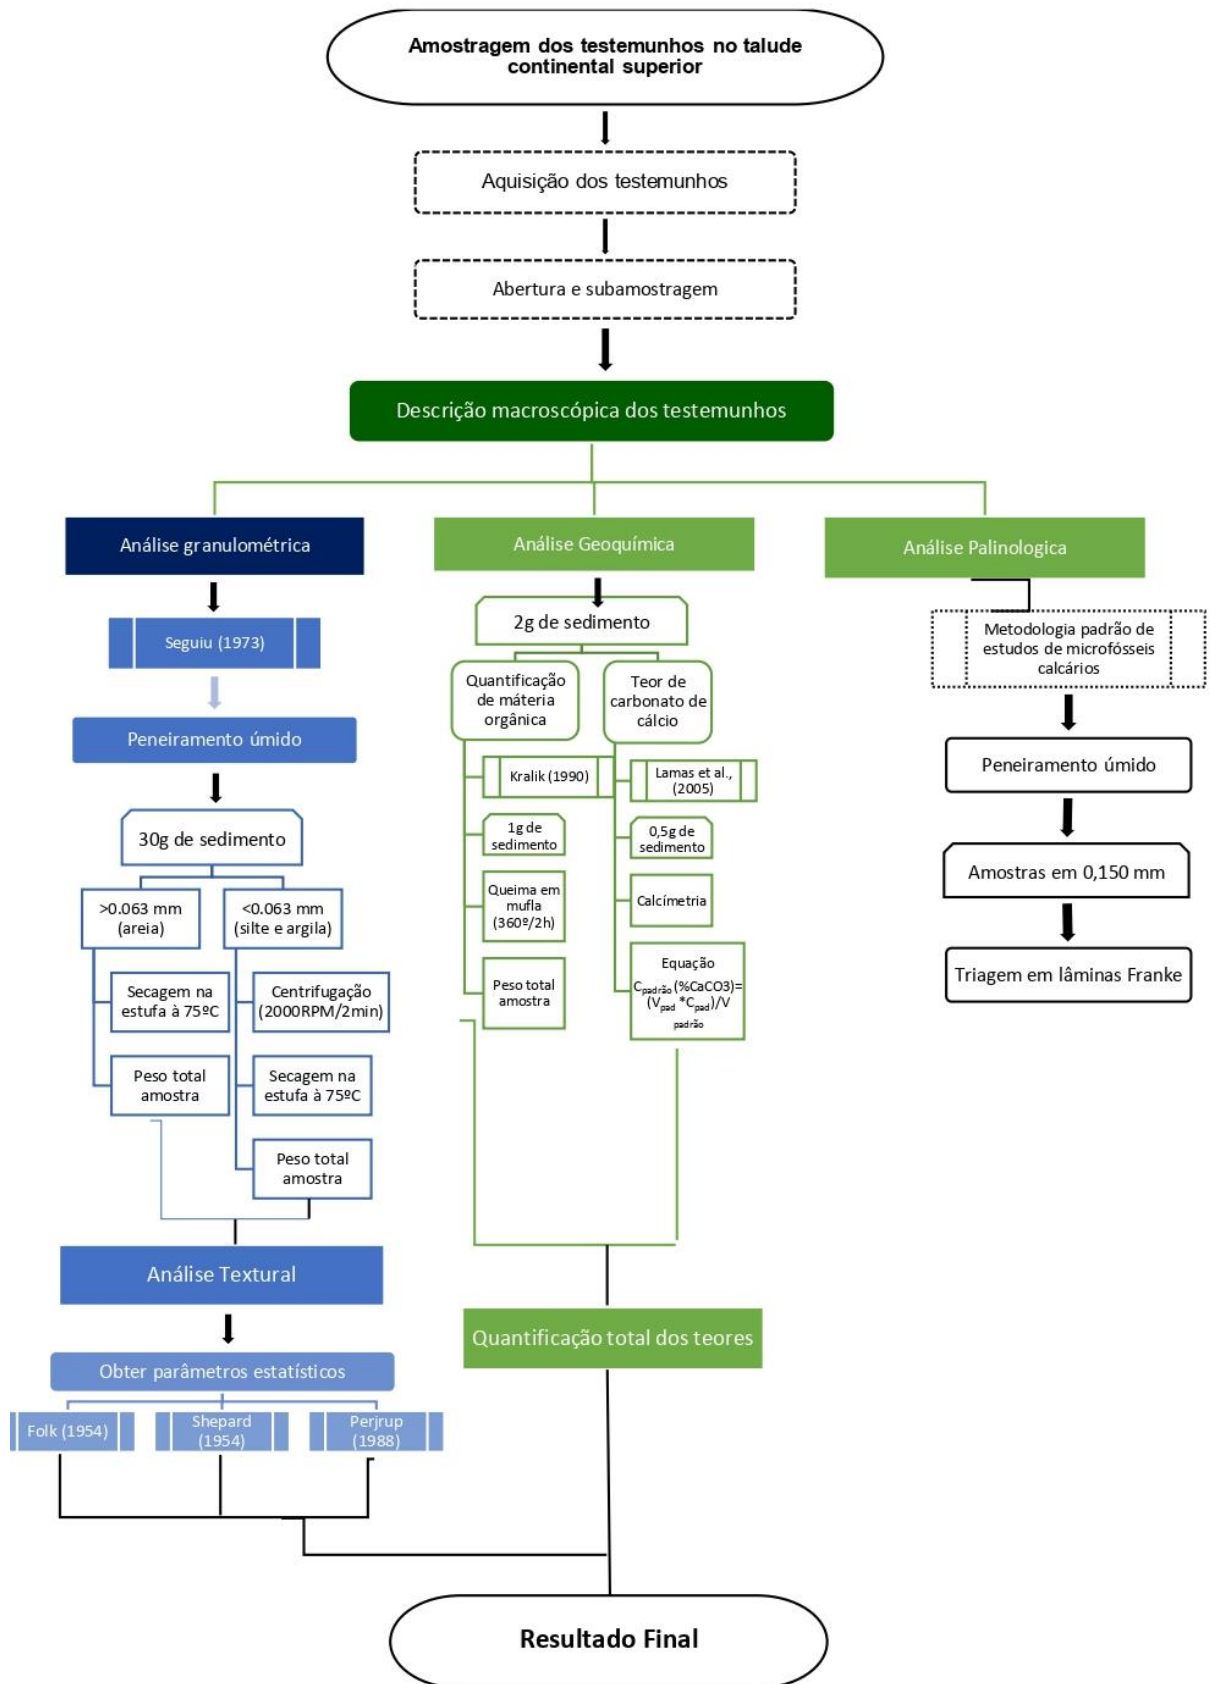 Amostragem dos testemunhos no talude
continental superior
Aquisição dos testemunhos
Abertura e subamostragem
Descrição macroscópica dos testemunhos
Análise granulométrica
Seguiu (1973)
Peneiramento úmido
30g de sedimento
>0.063 mm
(areia)
Secagem na
estufa à 75ºC
Peso total
amostra
<0.063 mm
(silte e argila)
Centrifugação
(2000RPM/2min)
Secagem na
estufa à 75ºC
Peso total
amostra
Análise Textural
Obter parâmetros estatísticos
Folk (1954)
Shepard
(1954)
Perjrup
(1988)
Análise Geoquímica
2g de sedimento
Quantificação
de máteria
orgânica
Kralik (1990)
1g de
sedimento
Queima em
mufla
(360º/2h)
Peso total
amostra
Teor de
carbonato de
cálcio
Lamas et al.,
(2005)
0,5g de
sedimento
Calcímetria
Equação
Cpadrão (%CaCO3)=
(Vpad *Cpad)/V
padrão
Quantificação total dos teores
Análise Palinologica
Metodologia padrão de
estudos de microfósseis
calcários
Peneiramento úmido
Amostras em 0,150 mm
Triagem em lâminas Franke
Resultado Final